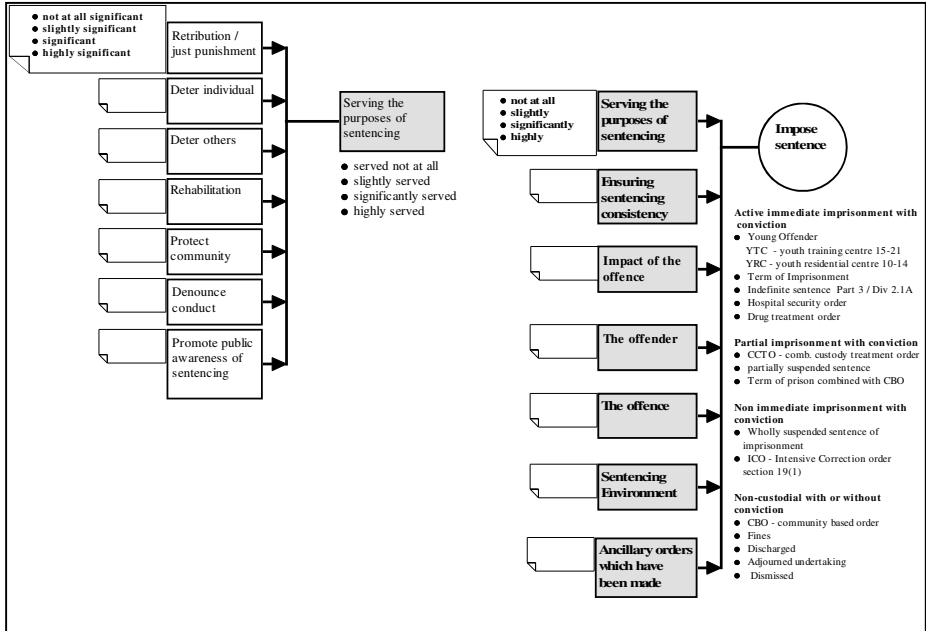 ● not at all significant
● slightly significant
● significant
● highly significant
Retribution /
just punishment
Deter individual
Deter others
Rehabilitation
Protect
community
Denounce
conduct
Promote public
awareness of
sentencing
Serving the
purposes of
sentencing
● served not at all
● slightly served
● significantly served
● highly served
● not at all
● slightly
● significantly
● highly
Serving the
purposes of
sentencing
Ensuring
sentencing
consistency
Impact of the
offence
The offender
The offence
Sentencing
Environment
Ancillary orders
which have
been made
Impose
sentence
Active immediate imprisonment with
conviction
● Young Offender
YTC - youth training centre 15-21
YRC - youth residential centre 10-14
● Term of Imprisonment
● Indefinite sentence Part 3 / Div 2.1A
● Hospital security order
● Drug treatment order
Partial imprisonment with conviction
● CCTO - comb. custody treatment order
● partially suspended sentence
● Term of prison combined with CBO
Non immediate imprisonment with
conviction
● Wholly suspended sentence of
imprisonment
● ICO - Intensive Correction order
section 19(1)
Non-custodial with or without
conviction
● CBO - community based order
● Fines
● Discharged
● Adjourned undertaking
● Dismissed